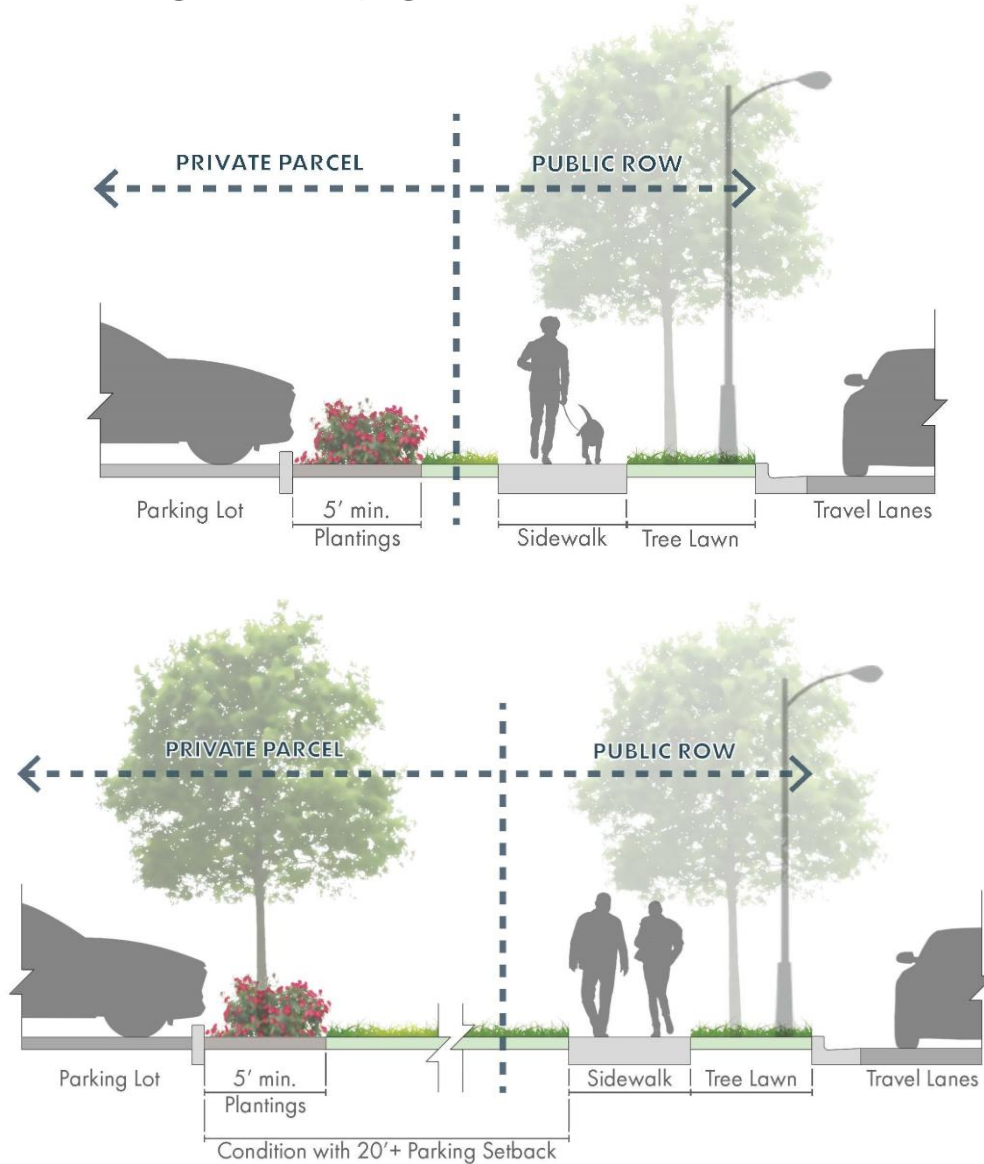 PRIVATE PARCEL
PUBLIC ROW
Parking Lot
5' min.
Plantings
Sidewalk
Tree Lawn
Travel Lanes
PRIVATE PARCEL
PUBLIC ROW
Parking Lot
5' min.
Plantings
Sidewalk
Tree Lawn
Travel Lanes
Condition with 20'+ Parking Setback